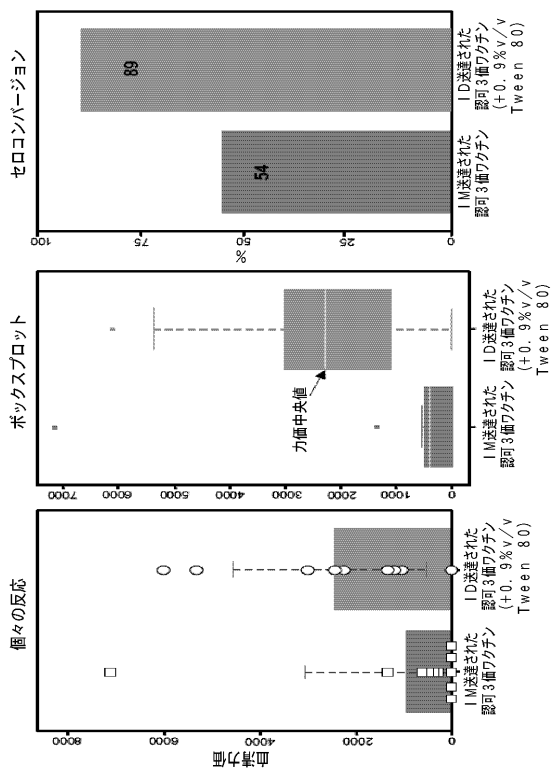 個々の反応
血清力価
8000
6000
4000
2000
0
IM送達された
認可3価ワクチン
ID送達された
認可3価ワクチン
(+0.9%v/v
Tween 80)
ボックスプロット
7000
6000
5000
4000
3000
2000
1000
0
力価中央値
IM送達された
認可3価ワクチン
ID送達された
認可3価ワクチン
(+0.9%v/v
Tween 80)
セロコンバージョン
%
100
75
50
25
0
54
89
IM送達された
認可3価ワクチン
ID送達された
認可3価ワクチン
(+0.9%v/v
Tween 80)